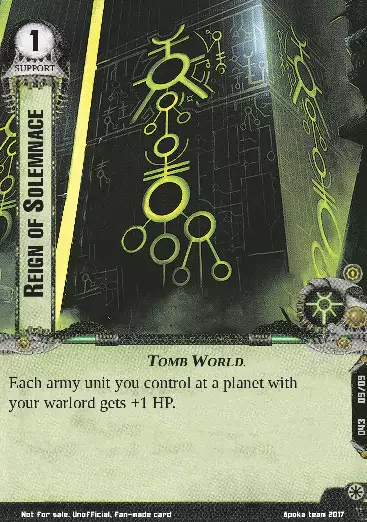 1
SUPPORT
REIGN OF SOLEMNACE
TOMB WORLD.
Each army unit you control at a planet with
your warlord gets +1 HP.
Not for sale. Unofficial, Fan-made card
Apoka team 2017